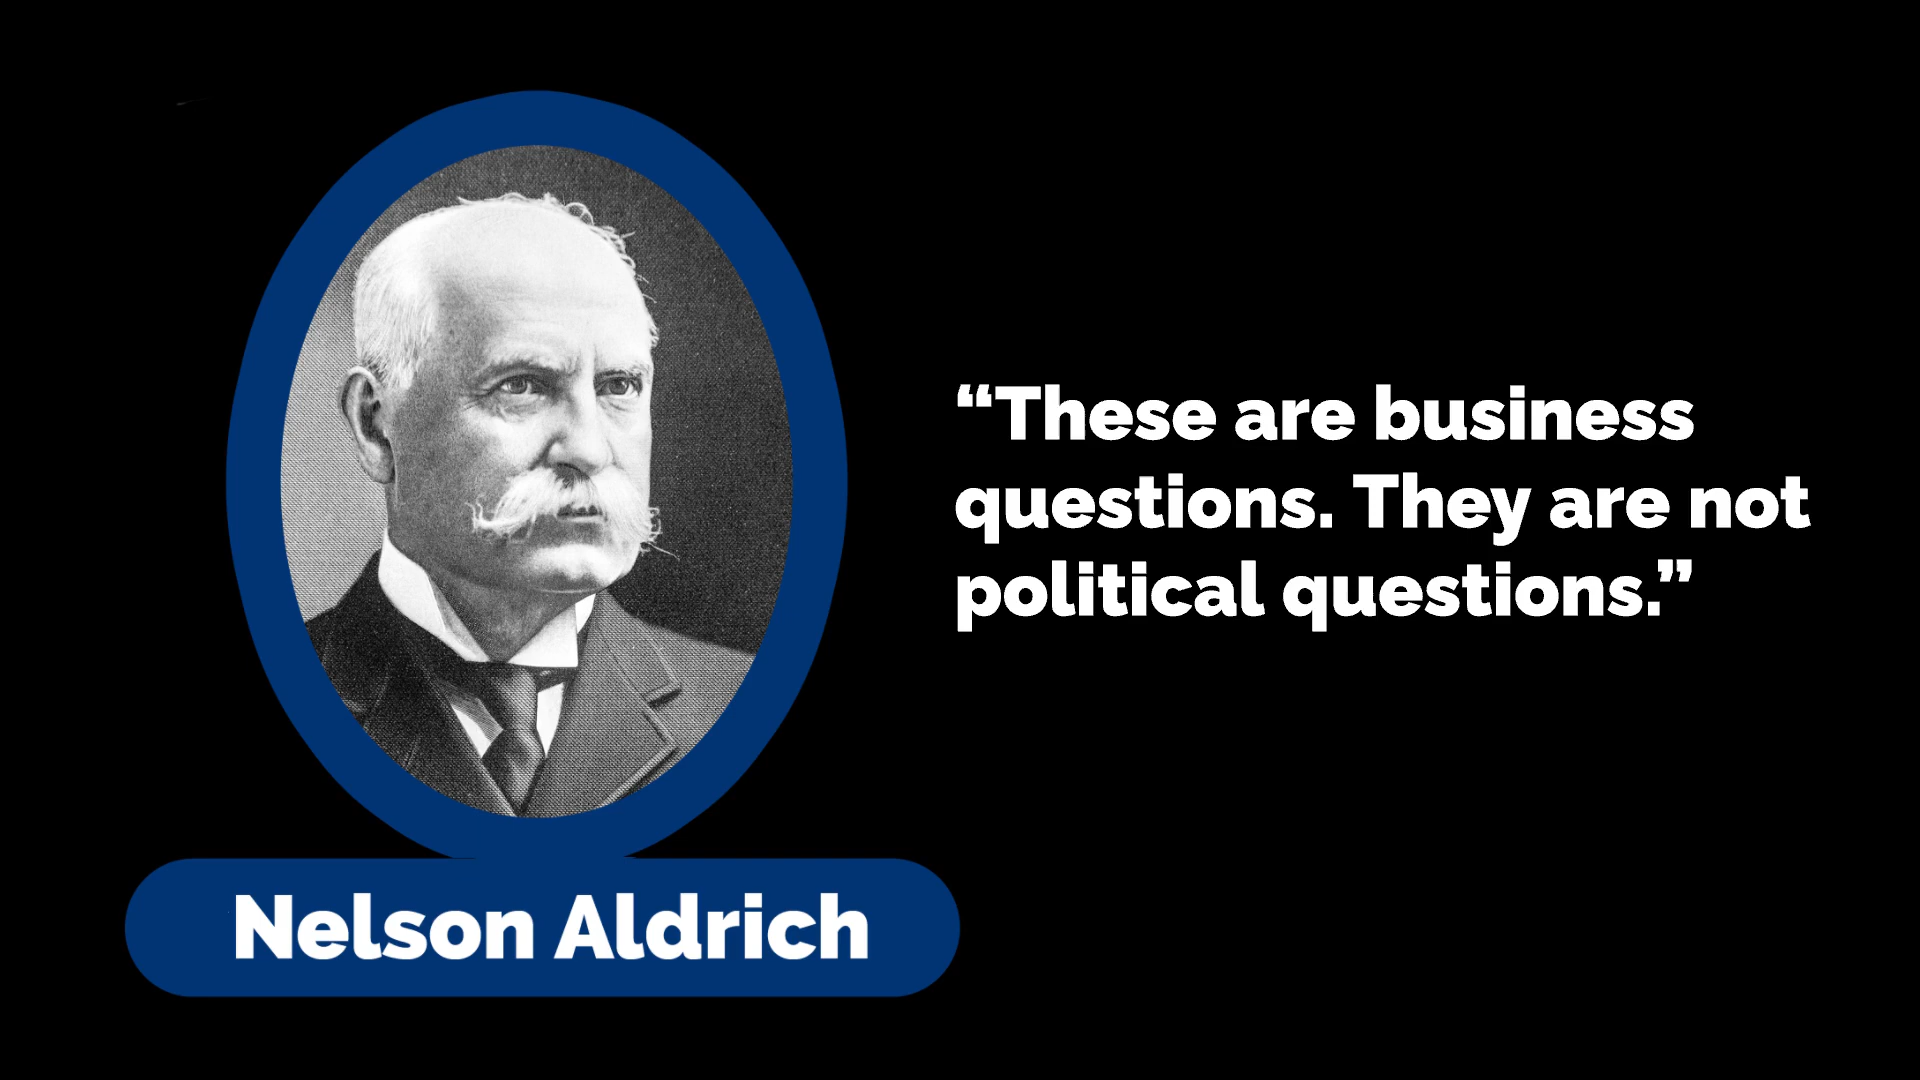 “These are business
questions. They are not
political questions.”
Nelson Aldrich